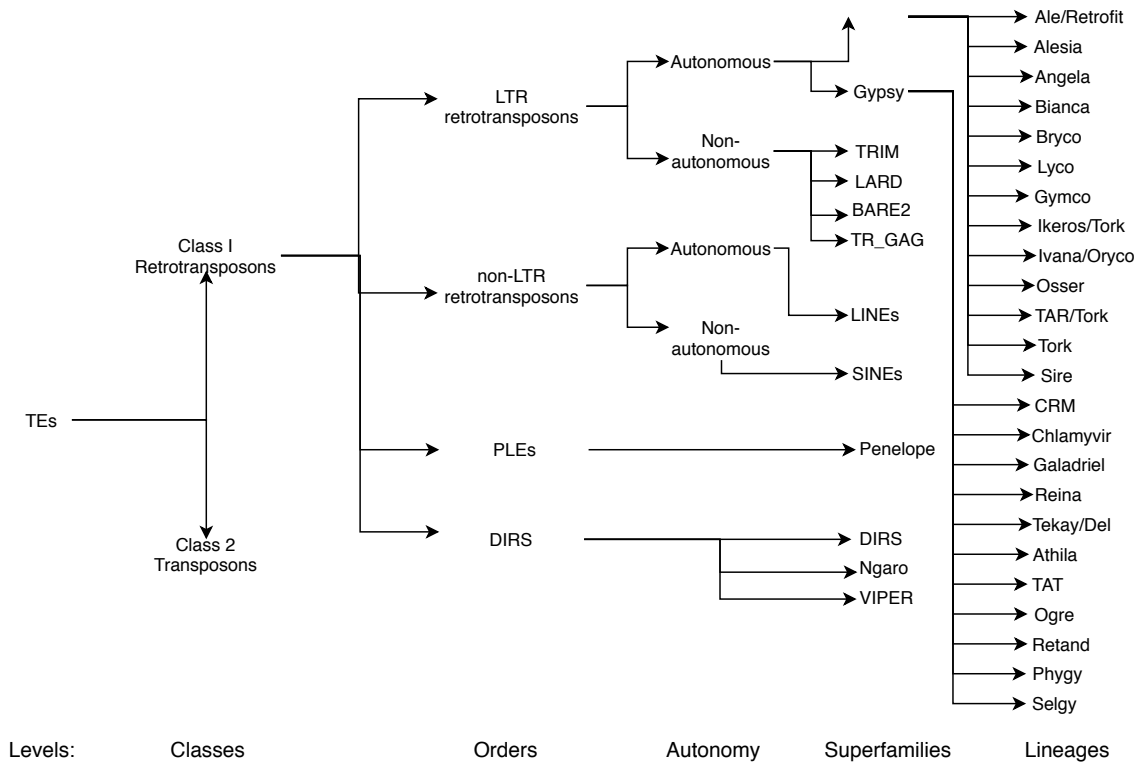 Ale/Retrofit
Alesia
Angela
Bianca
Bryco
Lyco
Gymco
Ikeros/Tork
Ivana/Oryco
Osser
TAR/Tork
Tork
Sire
CRM
Chlamyvir
Galadriel
Reina
Tekay/Del
Athila
TAT
Ogre
Retand
Phygy
Selgy
Autonomous
Gypsy
LTR
retrotransposons
Non-
autonomous
TRIM
LARD
BARE2
TR_GAG
Class I
Retrotransposons
non-LTR
retrotransposons
Autonomous
LINEs
Non-
autonomous
SINEs
TEs
PLEs
Penelope
Class 2
Transposons
DIRS
DIRS
Ngaro
VIPER
Levels:
Classes
Orders
Autonomy
Superfamilies
Lineages